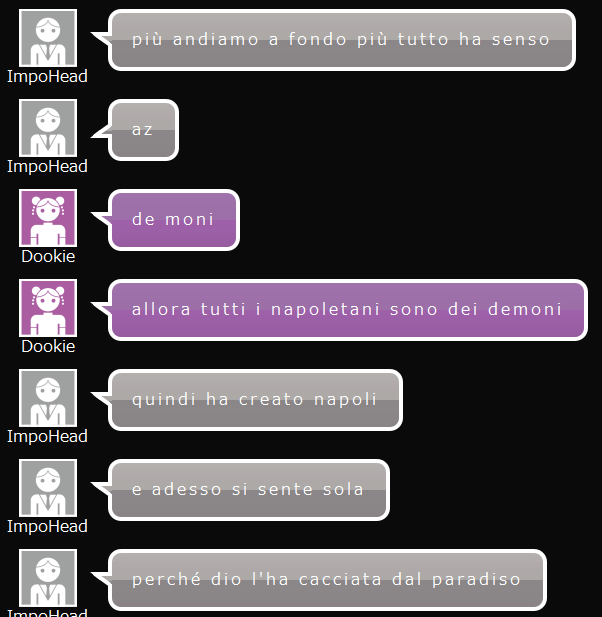 più andiamo a fondo più tutto ha senso
ImpoHead
az
ImpoHead
de moni
Dookie
allora tutti i napoletani sono dei demoni
Dookie
quindi ha creato napoli
ImpoHead
e adesso si sente sola
ImpoHead
perché dio l'ha cacciata dal paradiso
ImpoHead